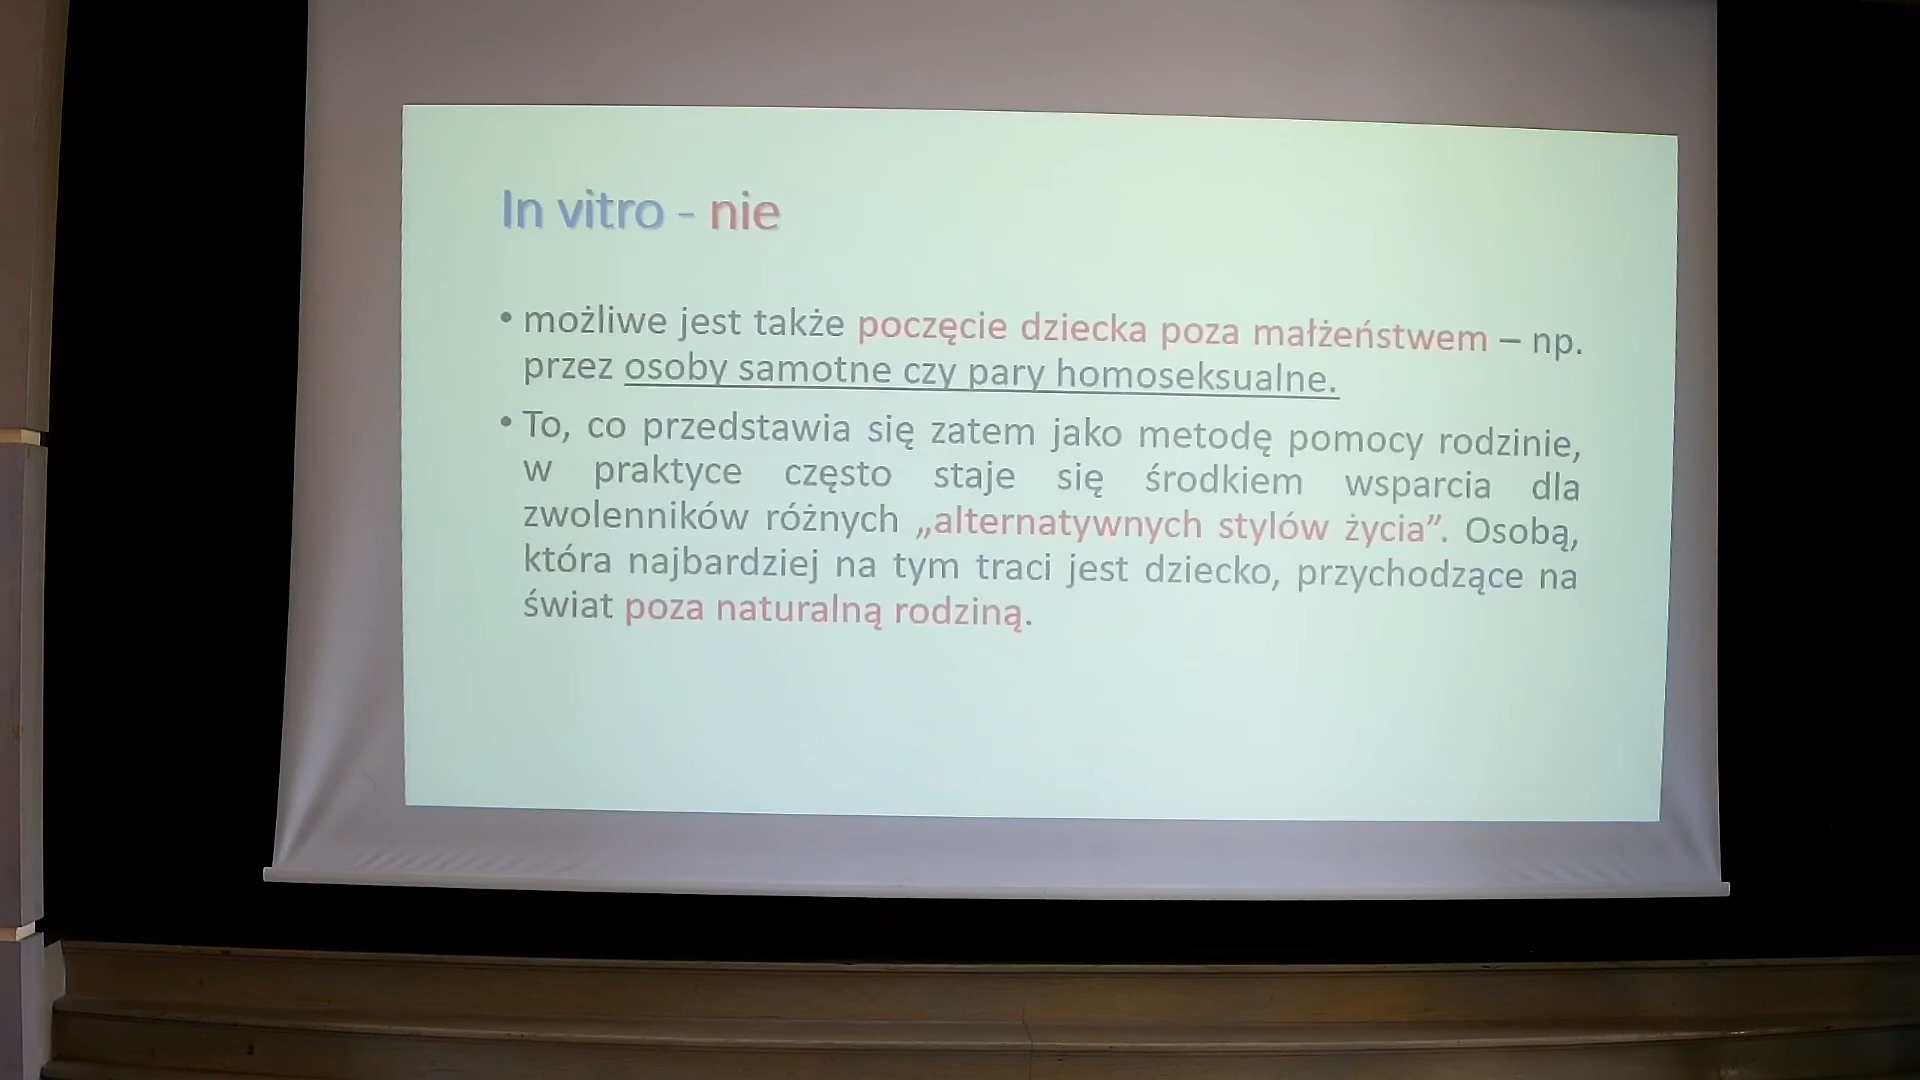 In vitro - nie
• możliwe jest także poczęcie dziecka poza małżeństwem – np.
przez osoby samotne czy pary homoseksualne.
• To, co przedstawia się zatem jako metodę pomocy rodzinie,
w praktyce często staje się środkiem wsparcia dla
zwolenników różnych „alternatywnych stylów życia”. Osobą,
która najbardziej na tym traci jest dziecko, przychodzące na
świat poza naturalną rodziną.